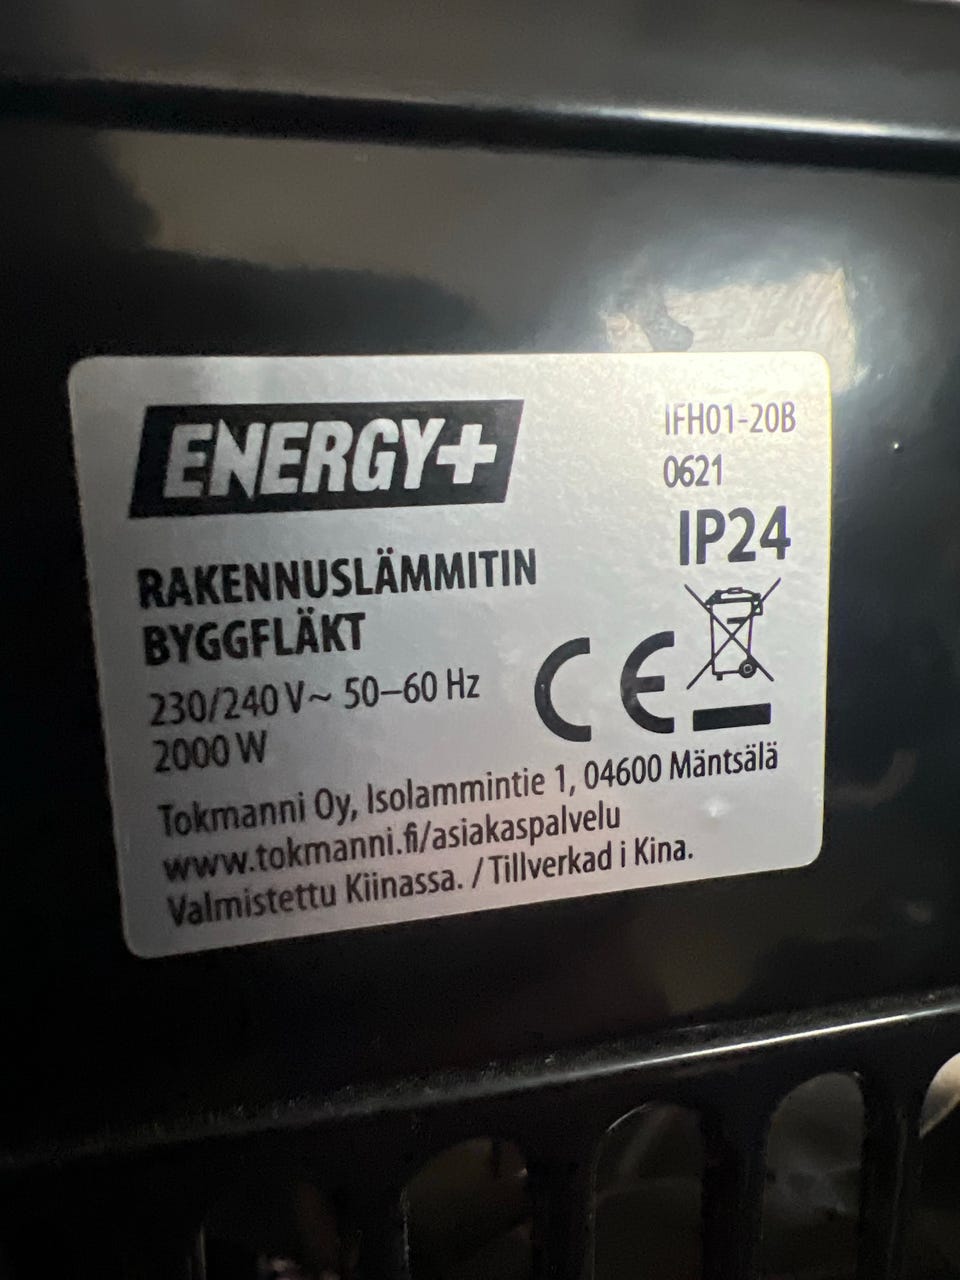 ENERGY+
IFH01-20B
0621
IP24
RAKENNUSLÄMMITIN
BYGGFLÄKT
230/240 V~ 50–60 Hz
2000 W
CE
Tokmanni Oy, Isolammintie 1, 04600 Mäntsälä
www.tokmanni.fi/asiakaspalvelu
Valmistettu Kiinassa. / Tillverkad i Kina.